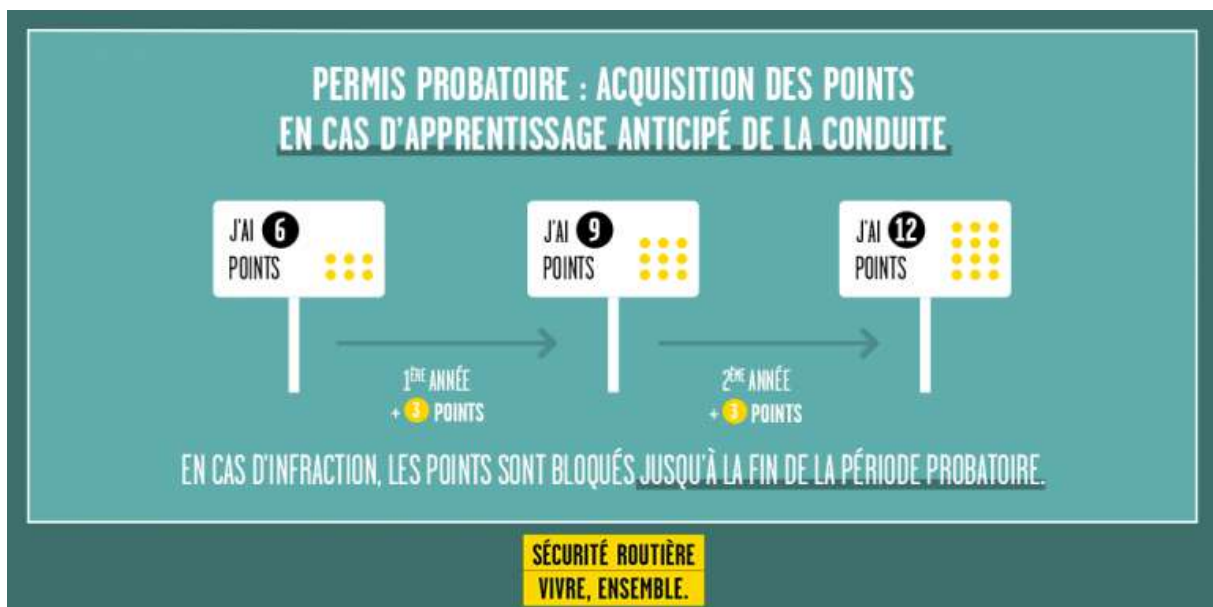 PERMIS PROBATOIRE : ACQUISITION DES POINTS
EN CAS D'APPRENTISSAGE ANTICIPÉ DE LA CONDUITE
J'AI 6
POINTS
J'AI 9
POINTS
J'AI 12
POINTS
1ÈRE ANNÉE
+ 3 POINTS
2ÈME ANNÉE
+ 3 POINTS
EN CAS D'INFRACTION, LES POINTS SONT BLOQUÉS JUSQU'À LA FIN DE LA PÉRIODE PROBATOIRE.
SÉCURITÉ ROUTIÈRE
VIVRE, ENSEMBLE.